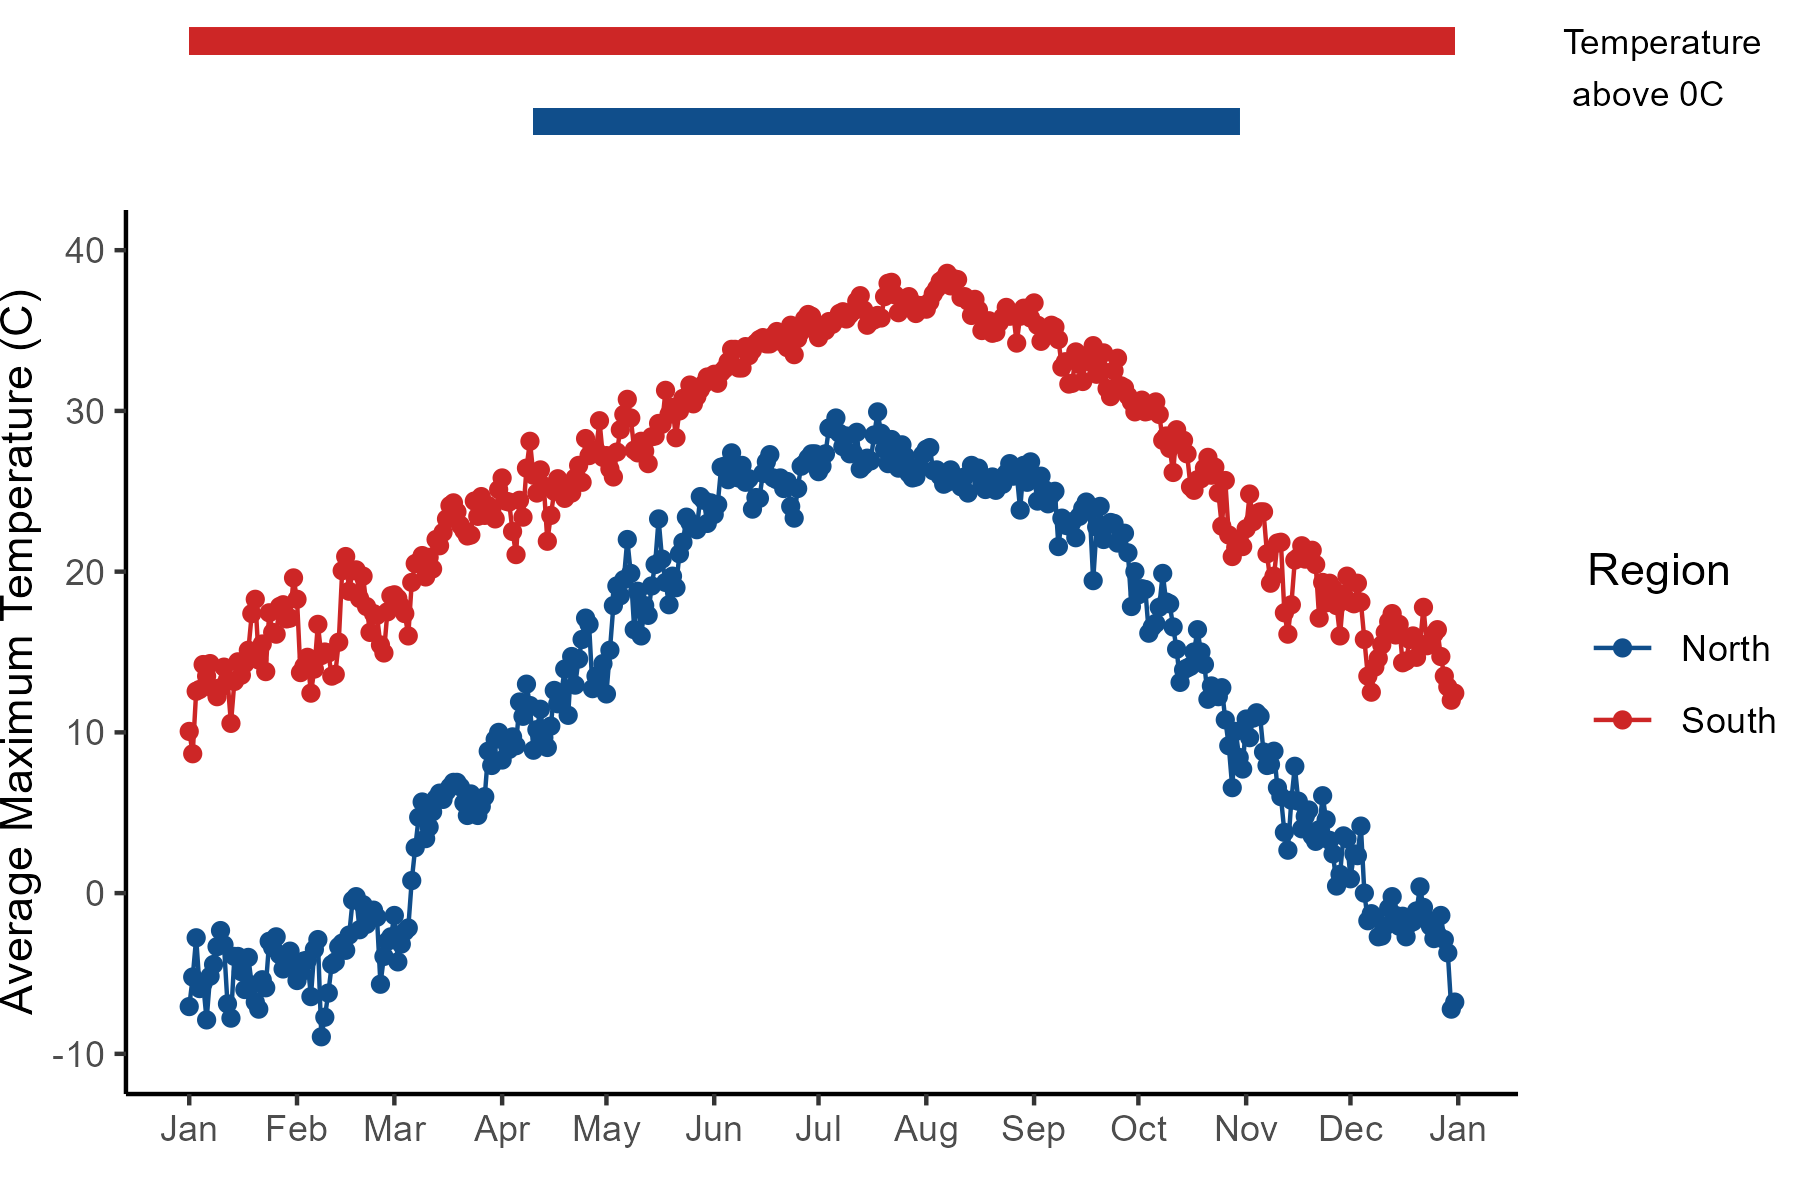 Temperature
above 0C
Average Maximum Temperature (C)
40
30
20
10
0
-10
Jan Feb Mar Apr May Jun Jul Aug Sep Oct Nov Dec Jan
Region
North
South